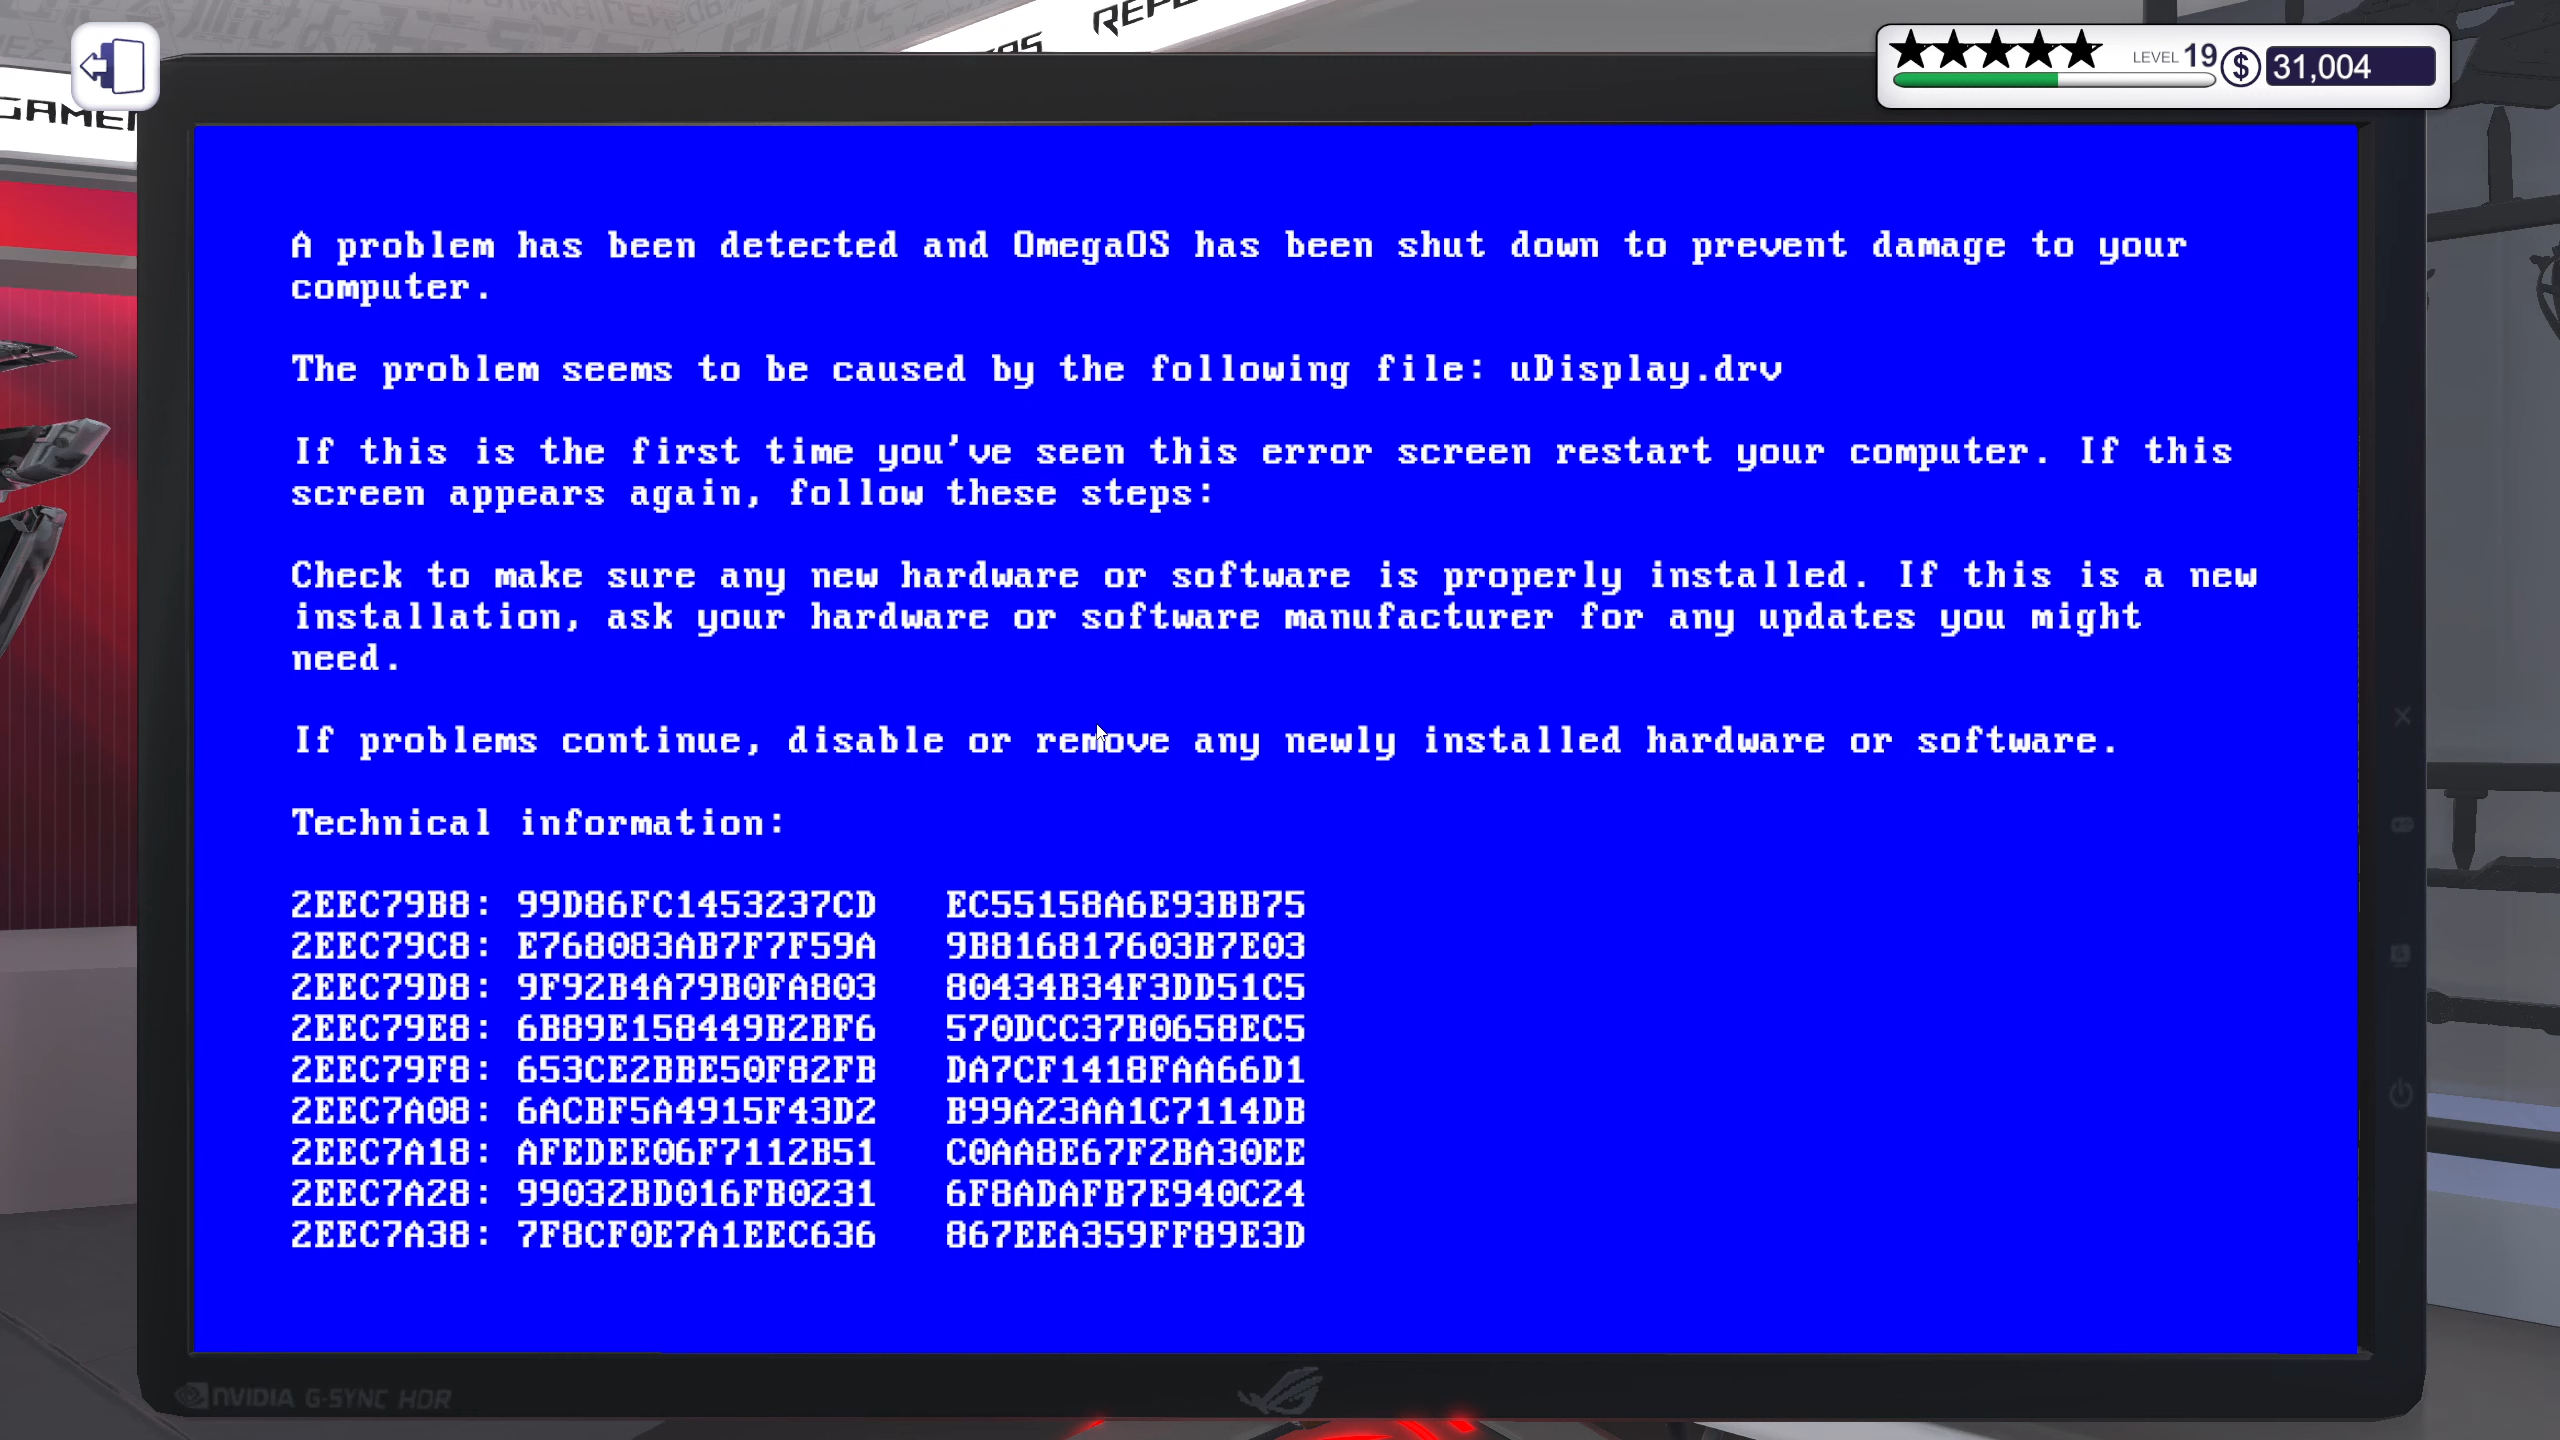 GAMER
REPU
LEVEL 19 $ 31,004
A problem has been detected and OmegaOS has been shut down to prevent damage to your
computer.
The problem seems to be caused by the following file: uDisplay.drv
If this is the first time you've seen this error screen restart your computer. If this
screen appears again, follow these steps:
Check to make sure any new hardware or software is properly installed. If this is a new
installation, ask your hardware or software manufacturer for any updates you might
need.
If problems continue, disable or remove any newly installed hardware or software.
Technical information:
2EEC79B8: 99D86FC1453237CD EC55158A6E93BB75
2EEC79C8: E768083AB7F7F59A 9B816817603B7E03
2EEC79D8: 9F92B4A79B0FA803 80434B34F3DD51C5
2EEC79E8: 6B89E158449B2BF6 570DCC37B0658EC5
2EEC79F8: 653CE2BBE50F82FB DA7CF1418FAA66D1
2EEC7A08: 6ACBF5A4915F43D2 B99A23AA1C7114DB
2EEC7A18: AFEDEE06F7112B51 C0AA8E67F2BA30EE
2EEC7A28: 99032BD016FB0231 6F8ADAFB7E940C24
2EEC7A38: 7F8CF0E7A1EEC636 867EEA359FF89E3D
NVIDIA G-SYNC HDR